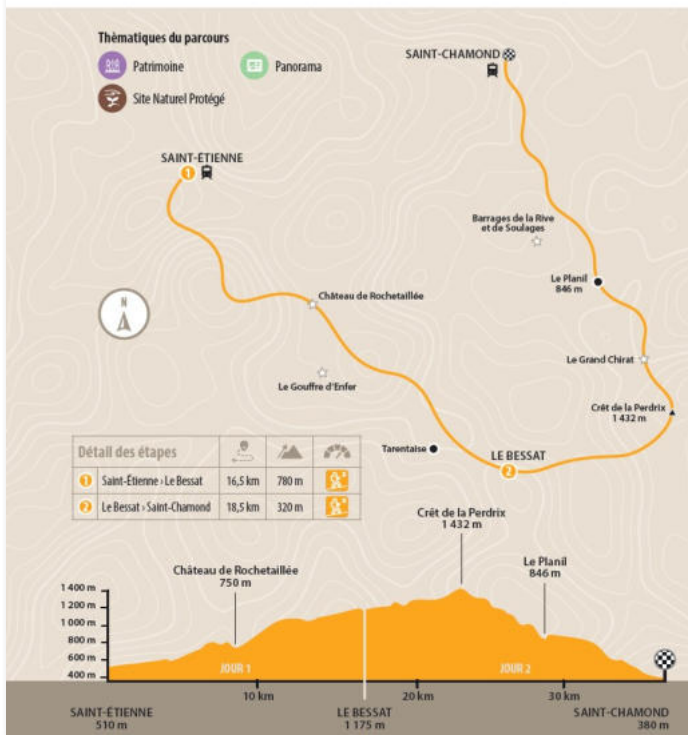 Thèmatiques du parcours
Patrimoine
Panorama
Site Naturel Protégé
SAINT-CHAMOND
SAINT-ÉTIENNE
1
Barrages de la Rive
et de Soulages
Le Planil
846 m
N
Château de Rochetaillée
Le Grand Chirat
Le Gouffre d'Enfer
Crêt de la Perdrix
1 432 m
Tarentaise
LE BESSAT
2
Détail des étapes
1 Saint-Étienne › Le Bessat 16,5 km 780 m
2 Le Bessat › Saint-Chamond 18,5 km 320 m
Crêt de la Perdrix
1 432 m
Château de Rochetaillée
750 m
Le Planil
846 m
1 400 m
1 200 m
1 000 m
800 m
600 m
400 m
JOUR 1
JOUR 2
10 km
20 km
30 km
SAINT-ÉTIENNE
510 m
LE BESSAT
1 175 m
SAINT-CHAMOND
380 m